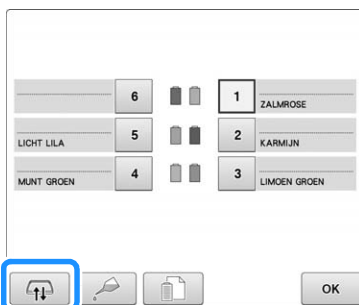 6 1 ZALMROSE
LICHT LILA 5 2 KARMIJN
MUNT GROEN 4 3 LIMOEN GROEN
OK